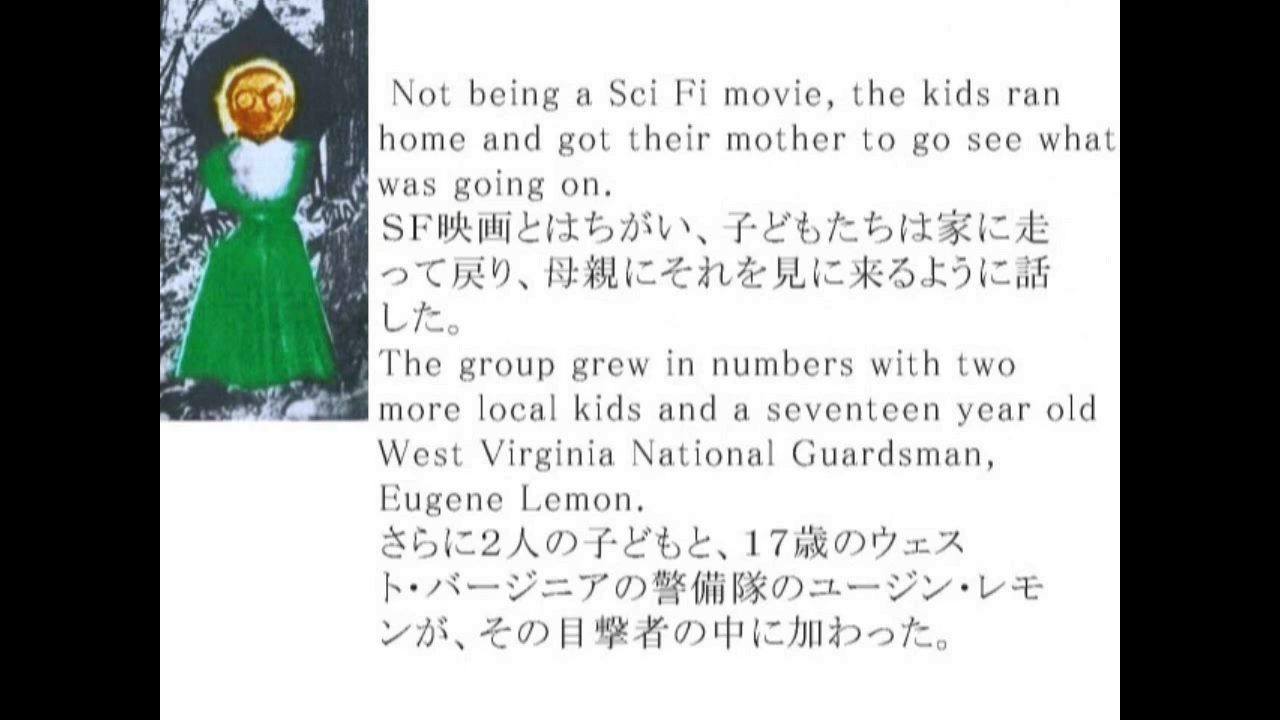 Not being a Sci Fi movie, the kids ran
home and got their mother to go see what
was going on.
ＳＦ映画とはちがい、子どもたちは家に走
って戻り、母親にそれを見に来るように話
した。
The group grew in numbers with two
more local kids and a seventeen year old
West Virginia National Guardsman,
Eugene Lemon.
さらに２人の子どもと、１７歳のウェス
ト・バージニアの警備隊のユージン・レモ
ンが、その目撃者の中に加わった。